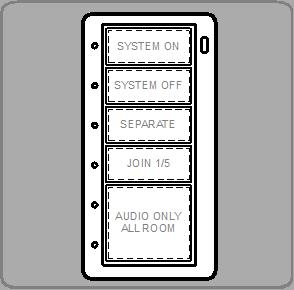 SYSTEM ON
SYSTEM OFF
SEPARATE
JOIN 1/5
AUDIO ONLY
ALL ROOM